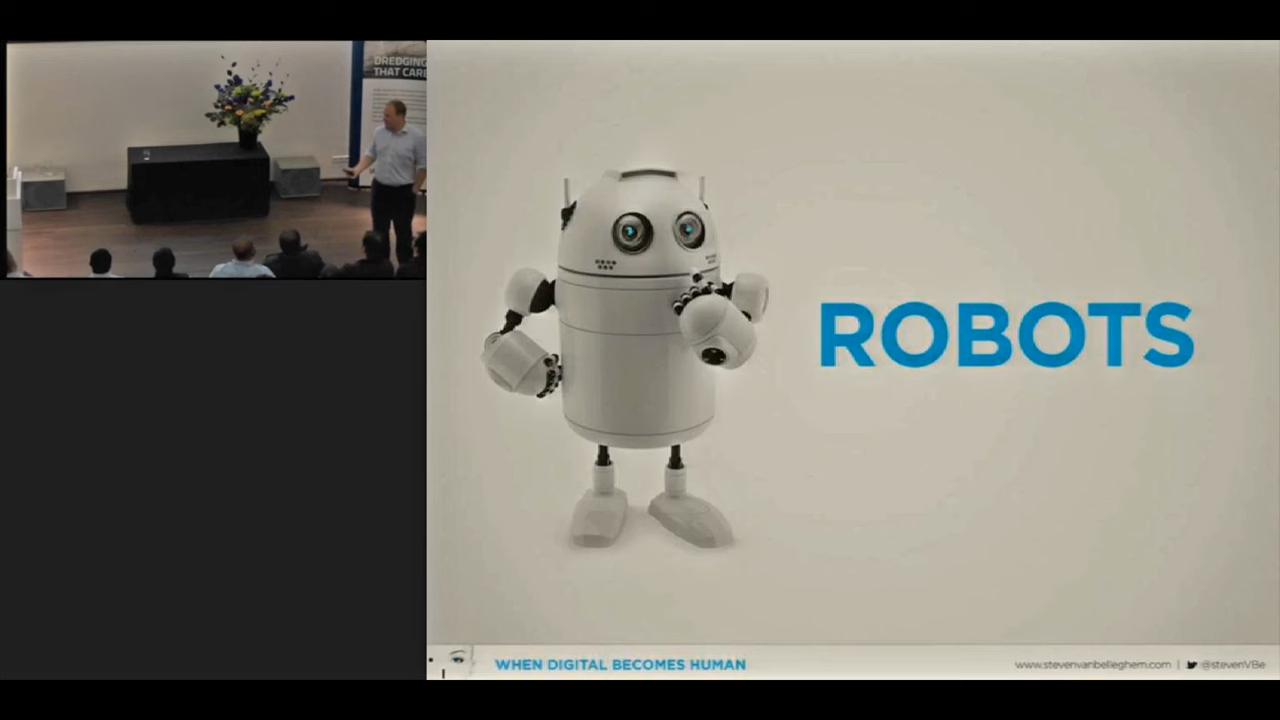 DREDGING
THAT CARE
ROBOTS
WHEN DIGITAL BECOMES HUMAN
www.stevenvanbelleghem.com | @stevenVBe